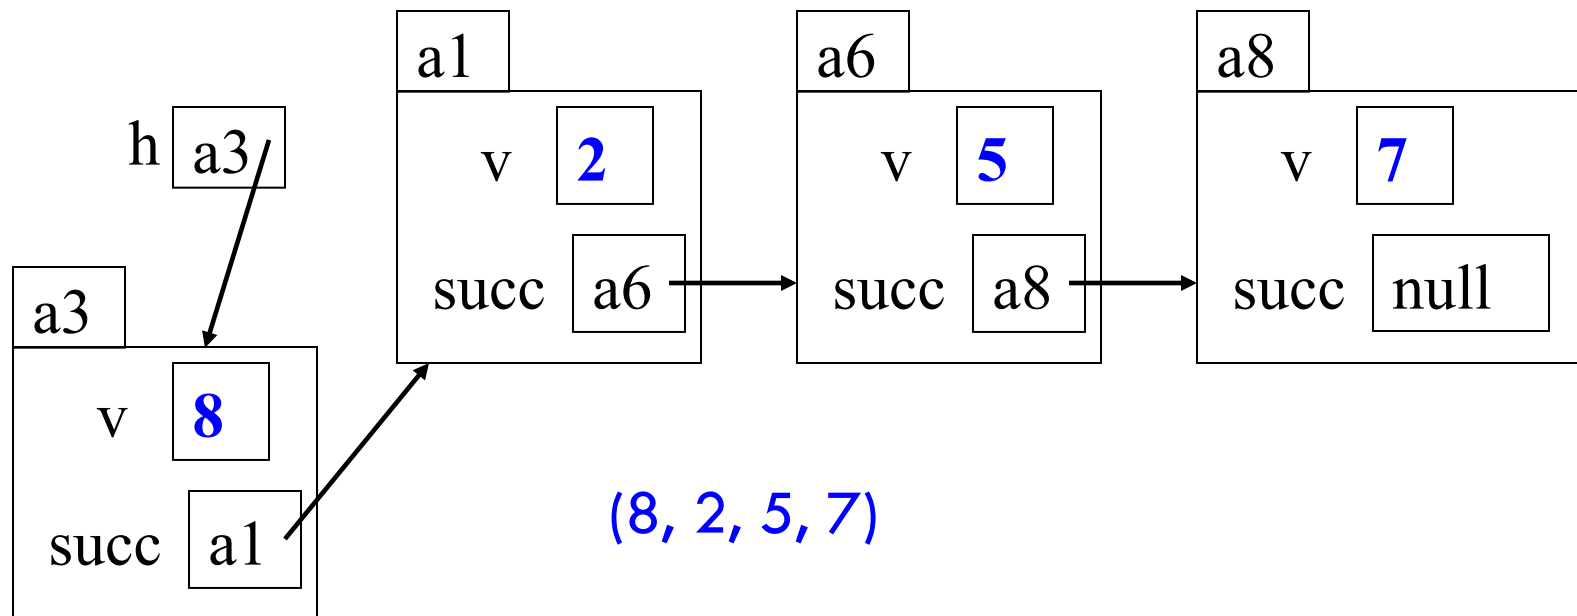 a1
a6
a8
h a3
v 2
v 5
v 7
succ a6
succ a8
succ null
a3
v 8
succ a1
(8, 2, 5, 7)